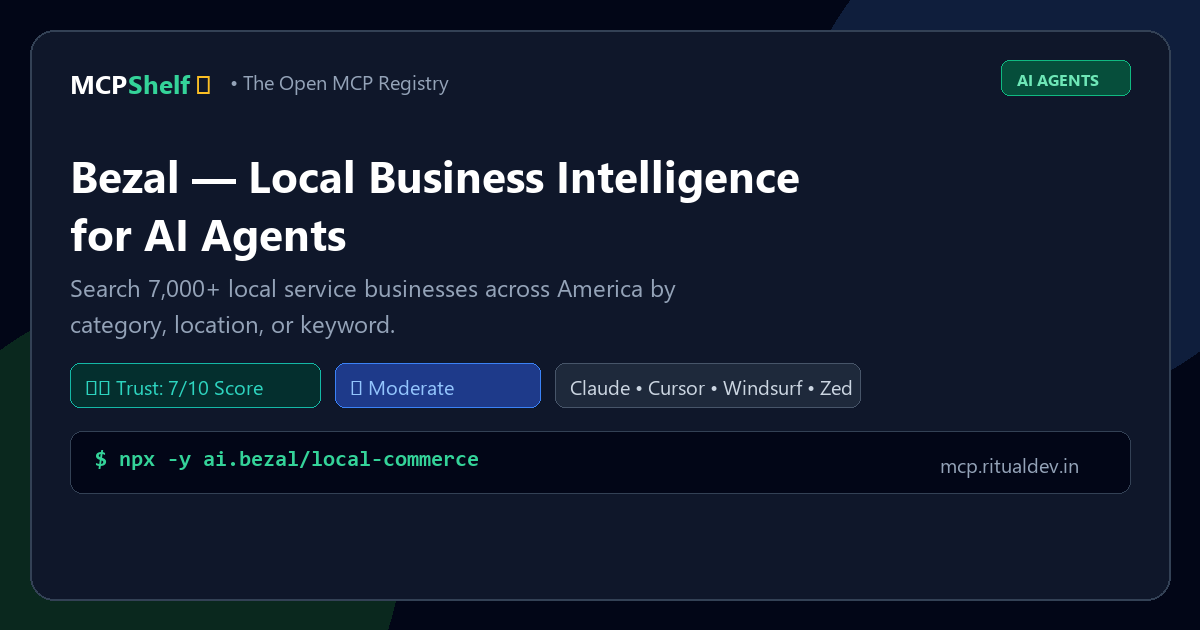 MCPShelf • The Open MCP Registry
AI AGENTS
Bezal — Local Business Intelligence
for AI Agents
Search 7,000+ local service businesses across America by
category, location, or keyword.
Trust: 7/10 Score
Moderate
Claude • Cursor • Windsurf • Zed
$ npx -y ai.bezal/local-commerce
mcp.ritualdev.in